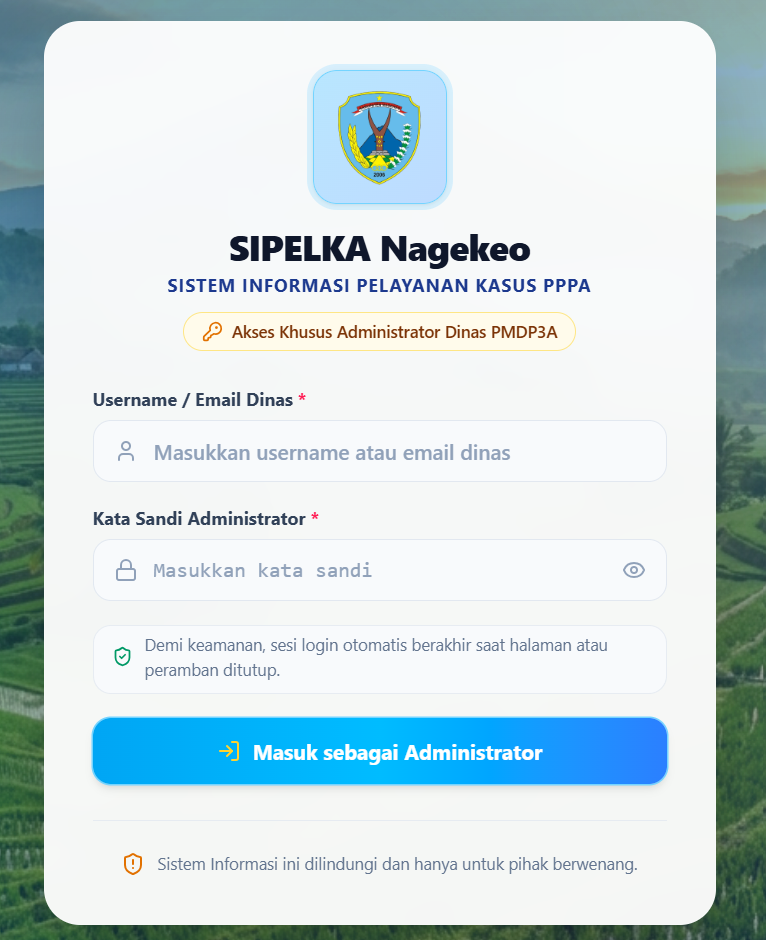 2006
SIPELKA Nagekeo
SISTEM INFORMASI PELAYANAN KASUS PPPA
Akses Khusus Administrator Dinas PMDP3A
Username / Email Dinas *
Masukkan username atau email dinas
Kata Sandi Administrator *
Masukkan kata sandi
Demi keamanan, sesi login otomatis berakhir saat halaman atau
peramban ditutup.
Masuk sebagai Administrator
Sistem Informasi ini dilindungi dan hanya untuk pihak berwenang.